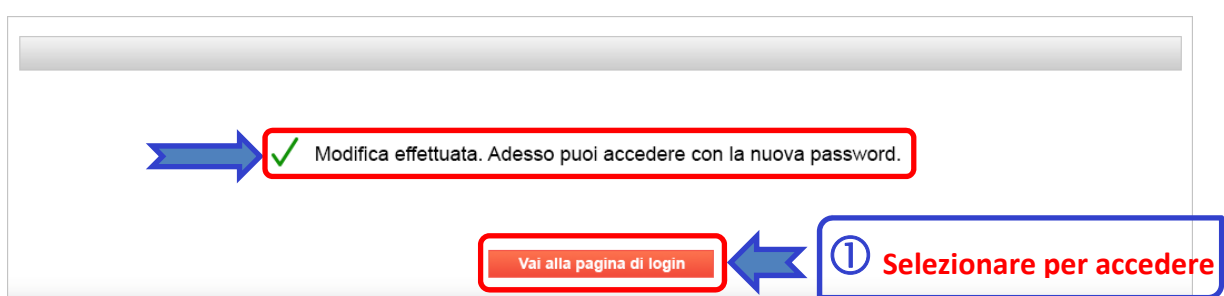 Modifica effettuata. Adesso puoi accedere con la nuova password.
Vai alla pagina di login
① Selezionare per accedere